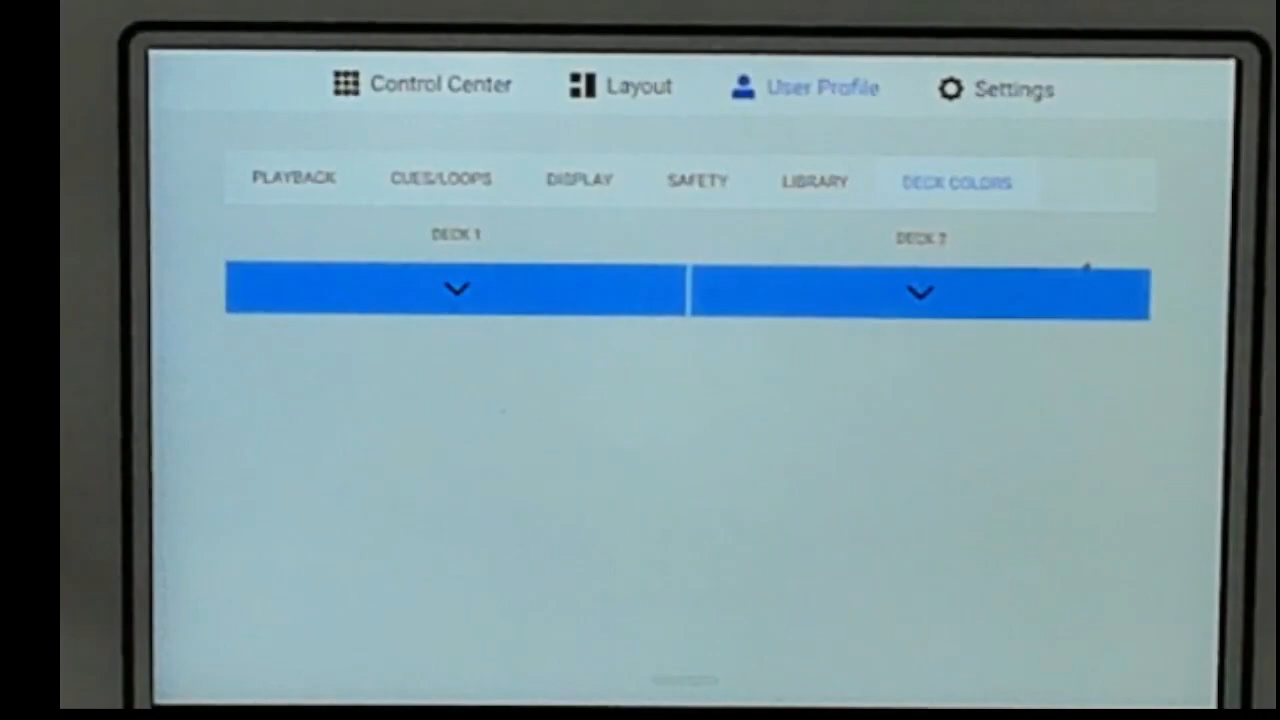 Control Center Layout User Profile Settings
PLAYBACK CUES/LOOPS DISPLAY SAFETY LIBRARY DECK COLORS
DECK 1 DECK 2